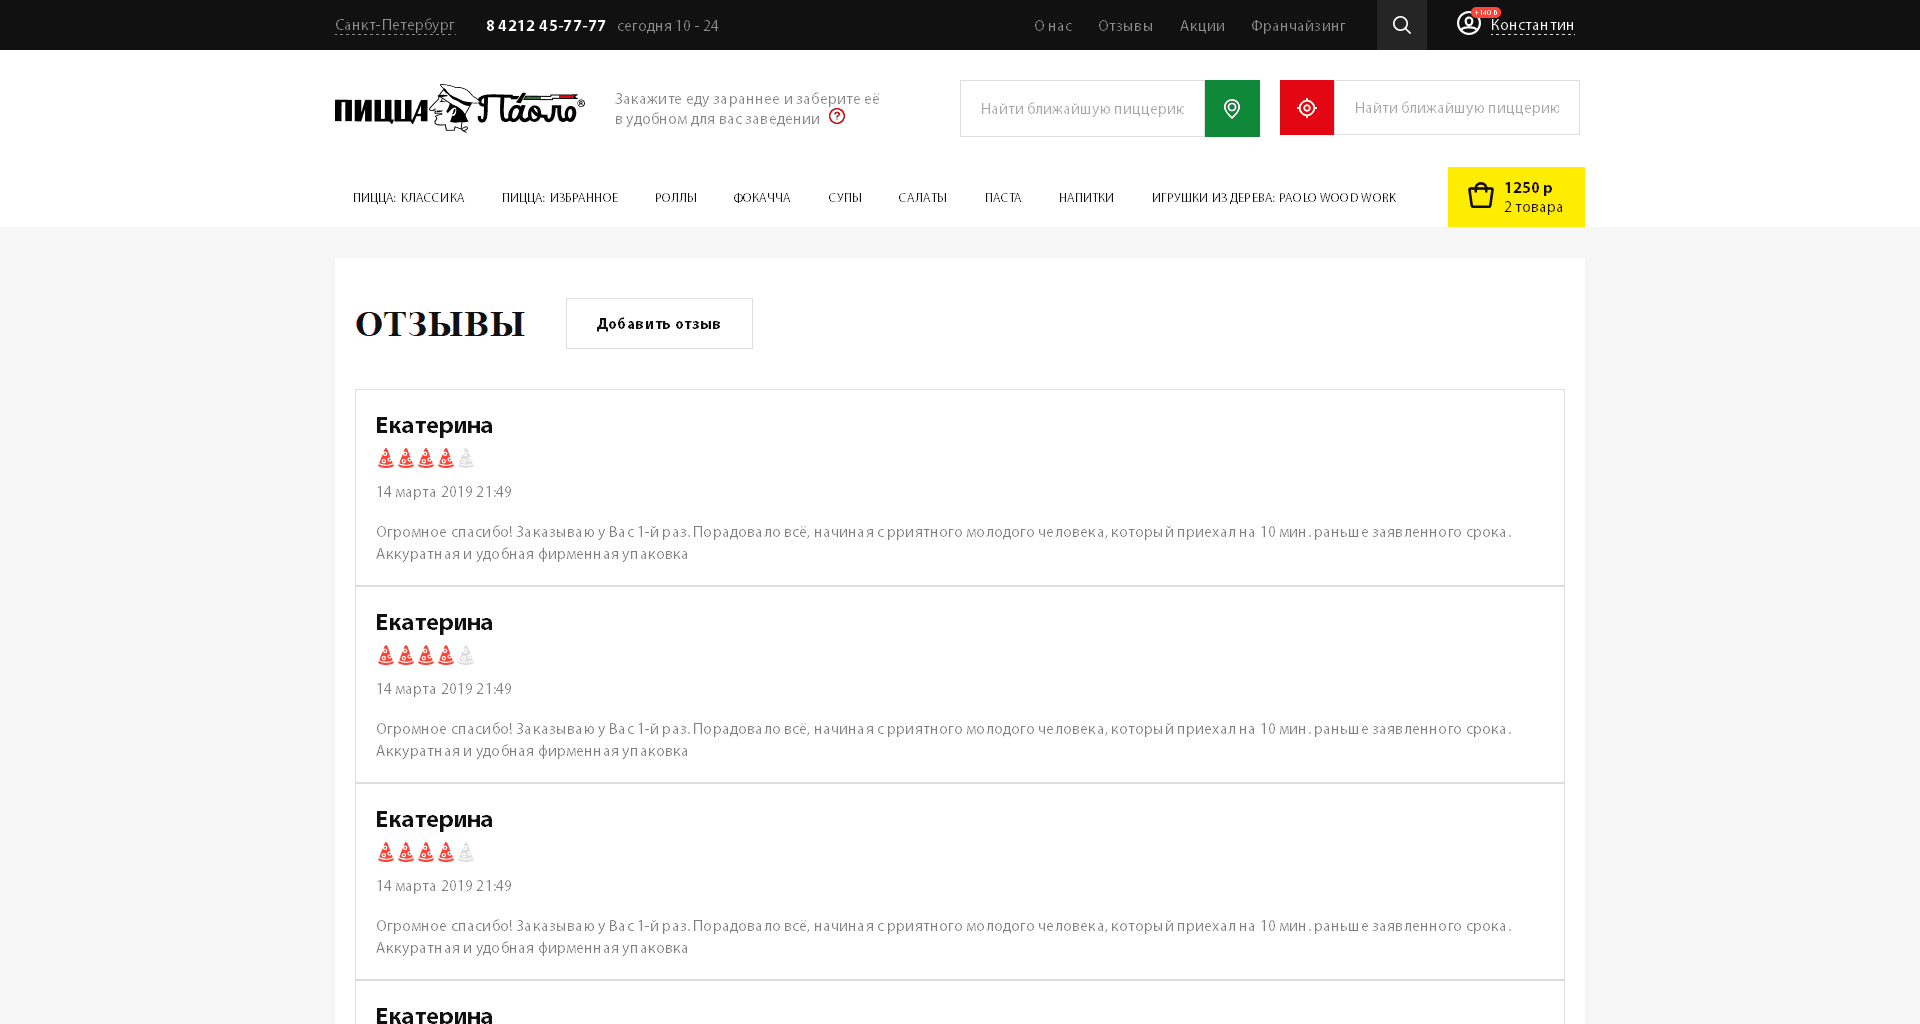 Санкт-Петербург 8 4212 45-77-77 сегодня 10 - 24 О нас Отзывы Акции Франчайзинг +140 Константин
ПИЦЦА Паоло®
Закажите еду зараннее и заберите её
в удобном для вас заведении ?
Найти ближайшую пиццерию
Найти ближайшую пиццерию
ПИЦЦА: КЛАССИКА ПИЦЦА: ИЗБРАННОЕ РОЛЛЫ ФОКАЧЧА СУПЫ САЛАТЫ ПАСТА НАПИТКИ ИГРУШКИ ИЗ ДЕРЕВА: PAOLO WOOD WORK
1250 р
2 товара
ОТЗЫВЫ
Добавить отзыв
Екатерина
14 марта 2019 21:49
Огромное спасибо! Заказываю у Вас 1-й раз. Порадовало всё, начиная с рриятного молодого человека, который приехал на 10 мин. раньше заявленного срока.
Аккуратная и удобная фирменная упаковка
Екатерина
14 марта 2019 21:49
Огромное спасибо! Заказываю у Вас 1-й раз. Порадовало всё, начиная с рриятного молодого человека, который приехал на 10 мин. раньше заявленного срока.
Аккуратная и удобная фирменная упаковка
Екатерина
14 марта 2019 21:49
Огромное спасибо! Заказываю у Вас 1-й раз. Порадовало всё, начиная с рриятного молодого человека, который приехал на 10 мин. раньше заявленного срока.
Аккуратная и удобная фирменная упаковка
Екатерина